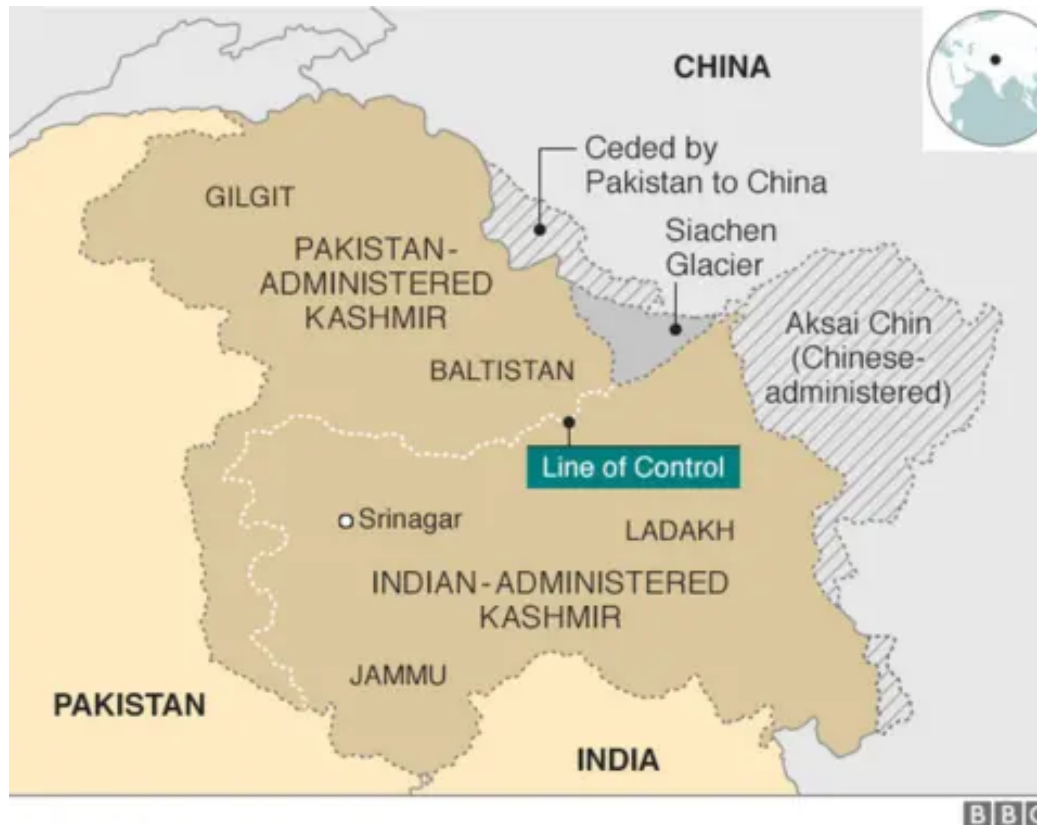 CHINA
Ceded by
Pakistan to China
Siachen
Glacier
GILGIT
PAKISTAN-
ADMINISTERED
KASHMIR
Aksai Chin
(Chinese-
administered)
BALTISTAN
Line of Control
Srinagar
LADAKH
INDIAN-ADMINISTERED
KASHMIR
JAMMU
PAKISTAN
INDIA
BBC